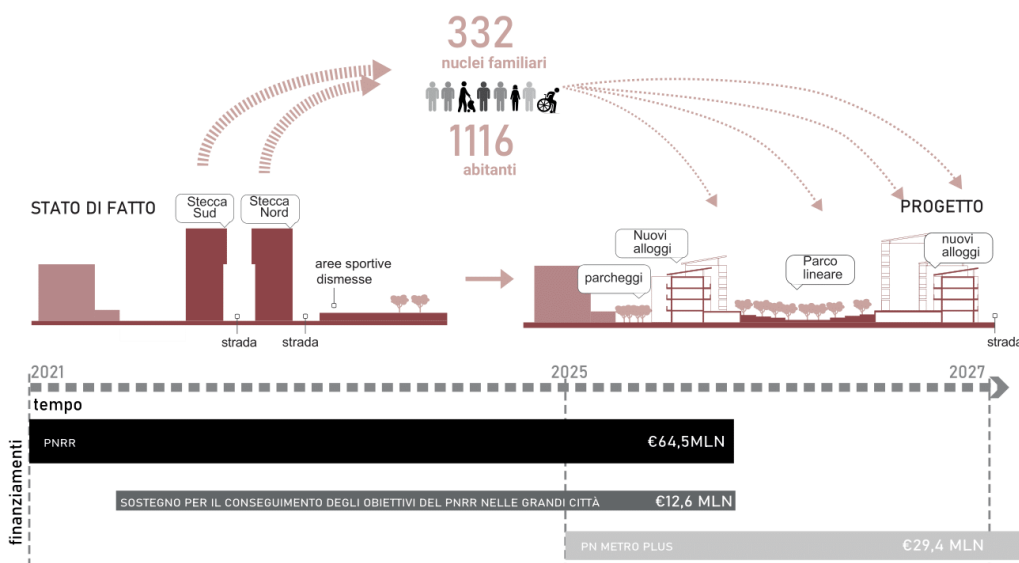 332
nuclei familiari
1116
abitanti
STATO DI FATTO
Stecca
Sud
Stecca
Nord
aree sportive
dismesse
strada
strada
PROGETTO
Nuovi
alloggi
parcheggi
Parco
lineare
nuovi
alloggi
strada
2021
2025
2027
tempo
finanziamenti
PNRR
€64,5MLN
SOSTEGNO PER IL CONSEGUIMENTO DEGLI OBIETTIVI DEL PNRR NELLE GRANDI CITTÀ
€12,6 MLN
PN METRO PLUS
€29,4 MLN